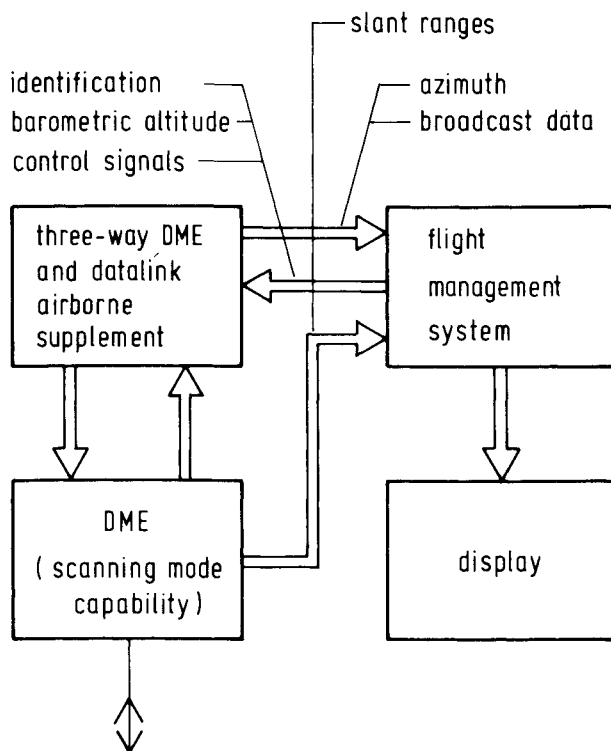 slant ranges
identification
barometric altitude
control signals
azimuth
broadcast data
three-way DME
and datalink
airborne
supplement
flight
management
system
DME
( scanning mode
capability)
display